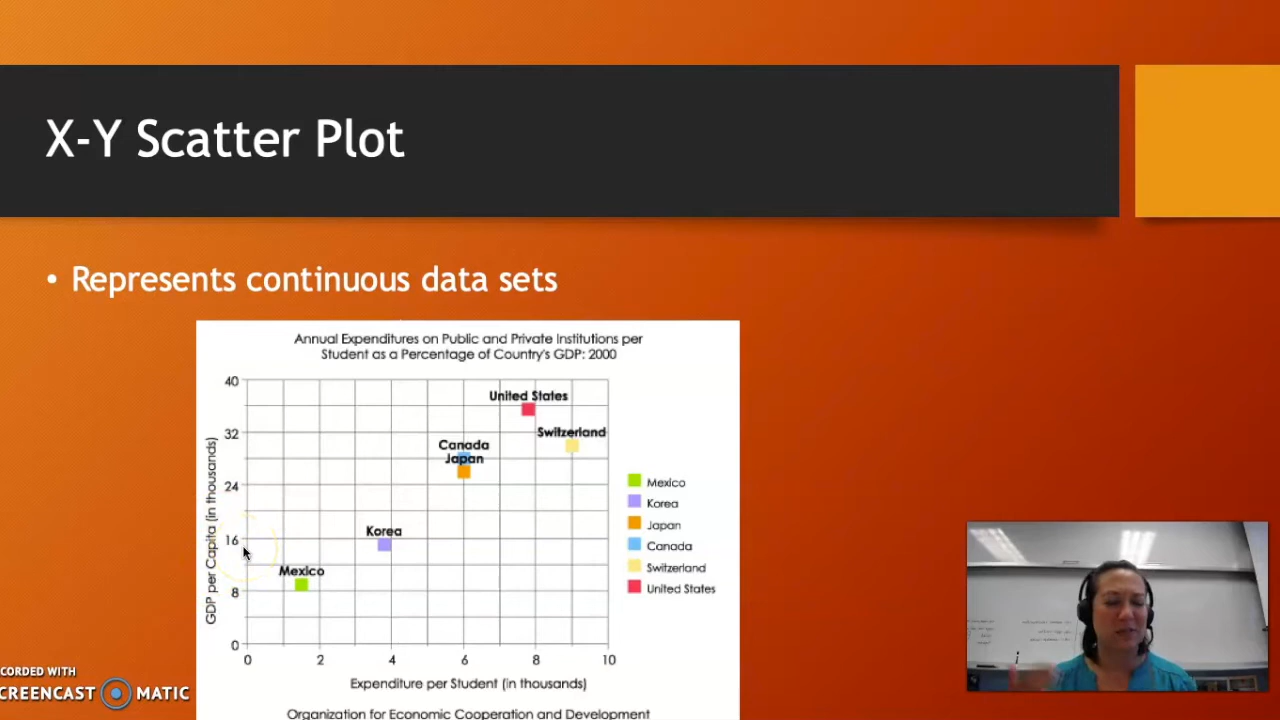 X-Y Scatter Plot
• Represents continuous data sets
Annual Expenditures on Public and Private Institutions per
Student as a Percentage of Country's GDP: 2000
GDP per Capita (in thousands)
40
32
24
16
8
0
0 2 4 6 8 10
United States
Switzerland
Canada
Japan
Korea
Mexico
Mexico
Korea
Japan
Canada
Switzerland
United States
Expenditure per Student (in thousands)
Organization for Economic Cooperation and Development
CORDED WITH
CREENCAST MATIC